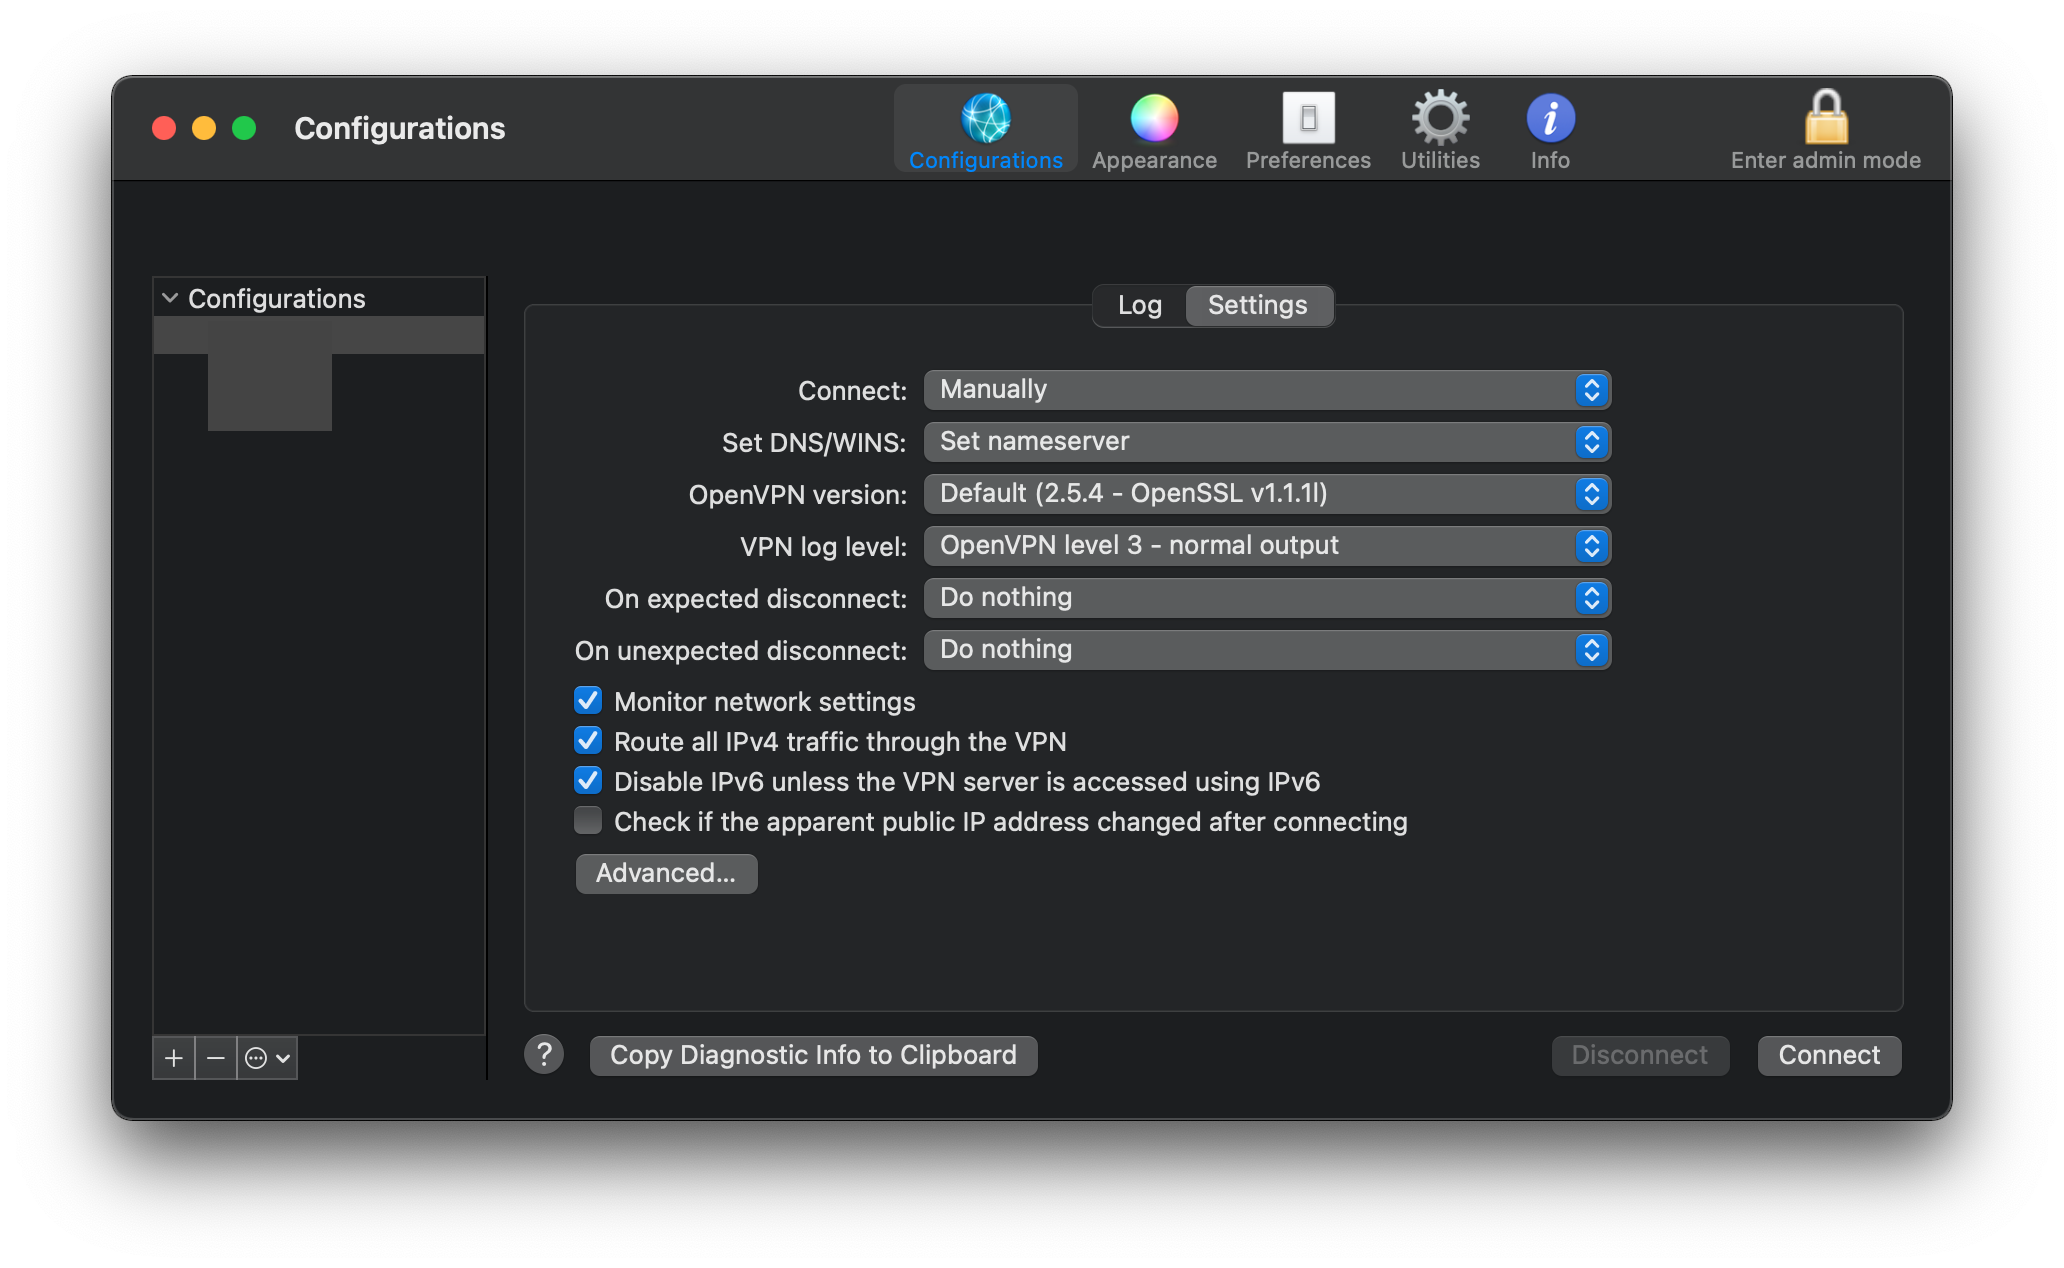 Configurations
Configurations
Appearance
Preferences
Utilities
Info
Enter admin mode
Configurations
Log
Settings
Connect:
Manually
Set DNS/WINS:
Set nameserver
OpenVPN version:
Default (2.5.4 - OpenSSL v1.1.1l)
VPN log level:
OpenVPN level 3 - normal output
On expected disconnect:
Do nothing
On unexpected disconnect:
Do nothing
Monitor network settings
Route all IPv4 traffic through the VPN
Disable IPv6 unless the VPN server is accessed using IPv6
Check if the apparent public IP address changed after connecting
Advanced...
?
Copy Diagnostic Info to Clipboard
Disconnect
Connect